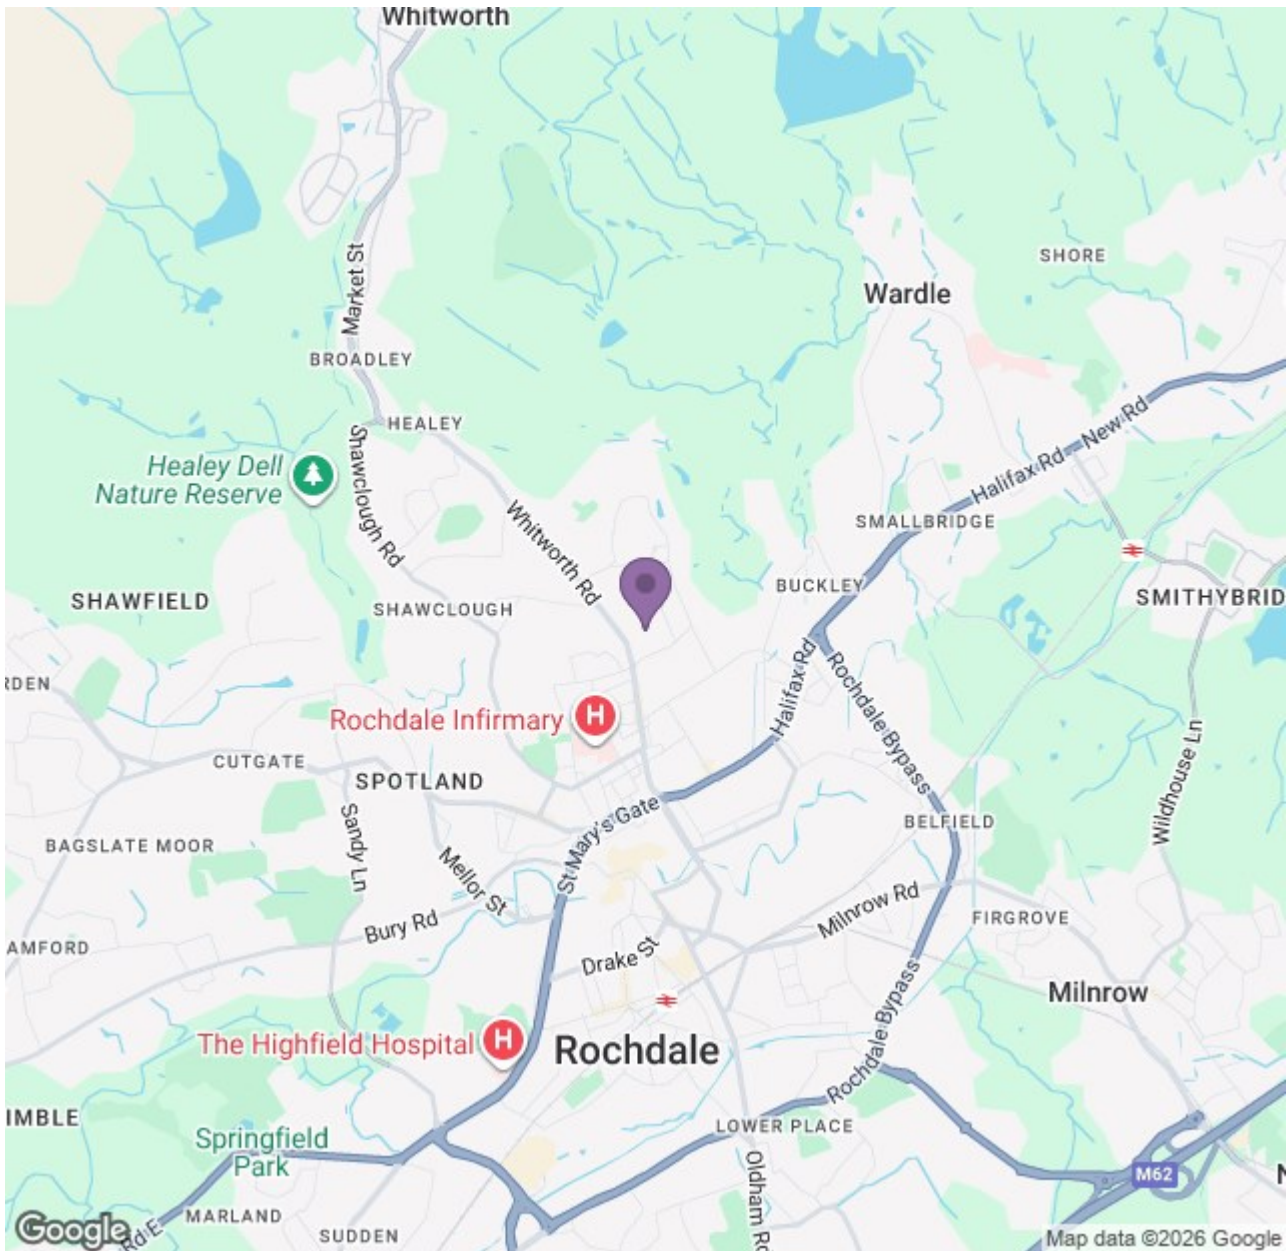 Whitworth
SHORE
Wardle
Market St
BROADLEY
HEALEY
Healey Dell
Nature Reserve
Shawclough Rd
Whitworth Rd
Halifax Rd
New Rd
SMALLBRIDGE
BUCKLEY
SHAWFIELD
SHAWCLOUGH
SMITHYBRID
RDEN
Halifax Rd
Rochdale Bypass
Rochdale Infirmary
H
CUTGATE
SPOTLAND
Wildhouse Ln
Sandy Ln
St Mary's Gate
BELFIELD
BAGSLATE MOOR
Mellor St
Bury Rd
Milnrow Rd
FIRGROVE
AMFORD
Drake St
Milnrow
Rochdale Bypass
The Highfield Hospital
H
Rochdale
IMBLE
LOWER PLACE
Springfield
Park
Oldham Rd
M62
N
MARLAND
SUDDEN
Rd E
Google
Map data ©2026 Google